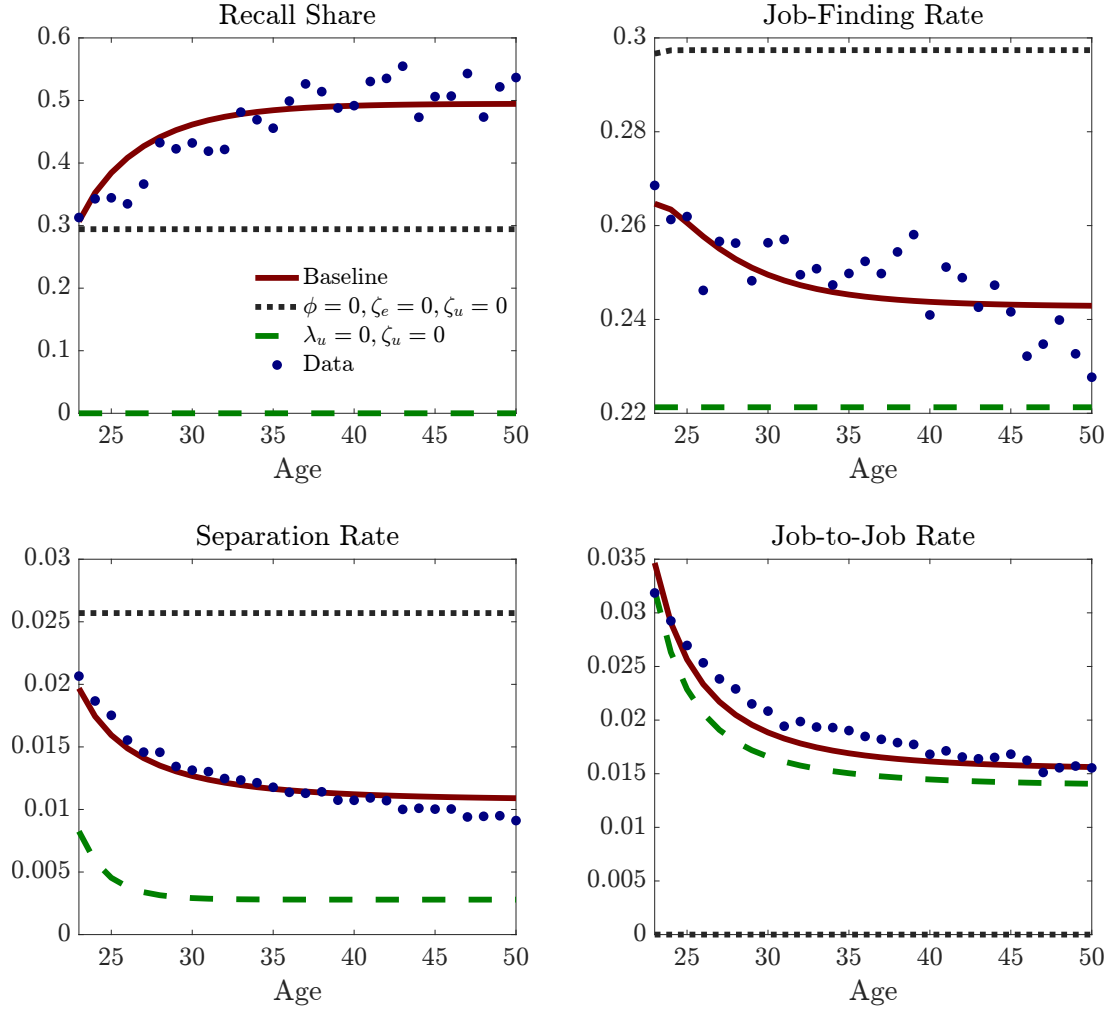 Recall Share
0.6
0.5
0.4
0.3
0.2
0.1
0
Baseline
ϕ = 0, ζₑ = 0, ζᵤ = 0
λᵤ = 0, ζᵤ = 0
Data
25 30 35 40 45 50
Age
Job-Finding Rate
0.3
0.28
0.26
0.24
0.22
25 30 35 40 45 50
Age
Separation Rate
0.03
0.025
0.02
0.015
0.01
0.005
0
25 30 35 40 45 50
Age
Job-to-Job Rate
0.035
0.03
0.025
0.02
0.015
0.01
0.005
0
25 30 35 40 45 50
Age